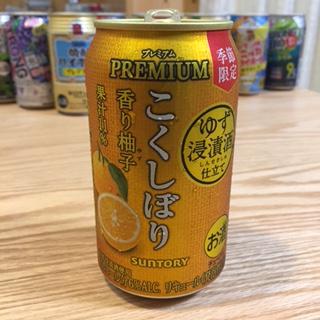 プレミアム
PREMIUM
季節
限定
こくしぼり
香り柚子
果汁10%
ゆず
浸漬酒
しんせきしゅ
仕立て
お酒
SUNTORY